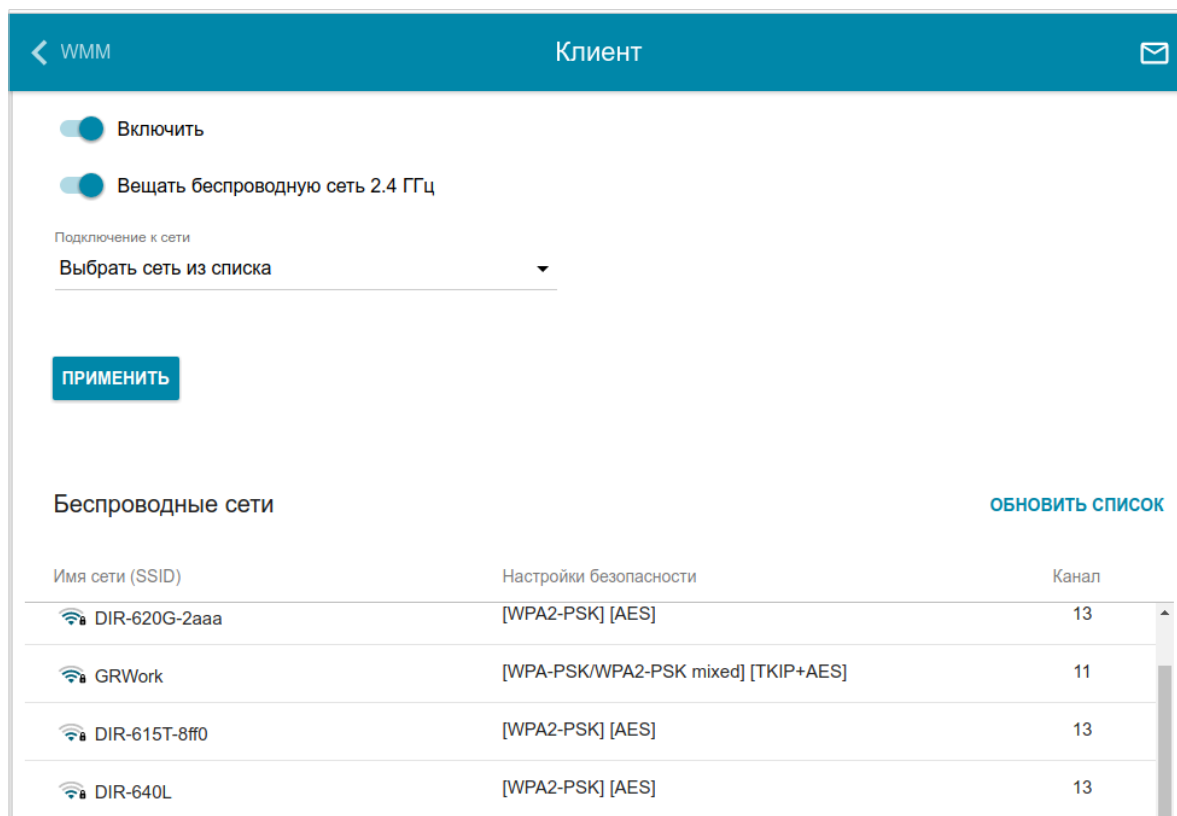 WMM Клиент
Включить
Вещать беспроводную сеть 2.4 ГГц
Подключение к сети
Выбрать сеть из списка
ПРИМЕНИТЬ
Беспроводные сети ОБНОВИТЬ СПИСОК
Имя сети (SSID) Настройки безопасности Канал
DIR-620G-2aaa [WPA2-PSK] [AES] 13
GRWork [WPA-PSK/WPA2-PSK mixed] [TKIP+AES] 11
DIR-615T-8ff0 [WPA2-PSK] [AES] 13
DIR-640L [WPA2-PSK] [AES] 13